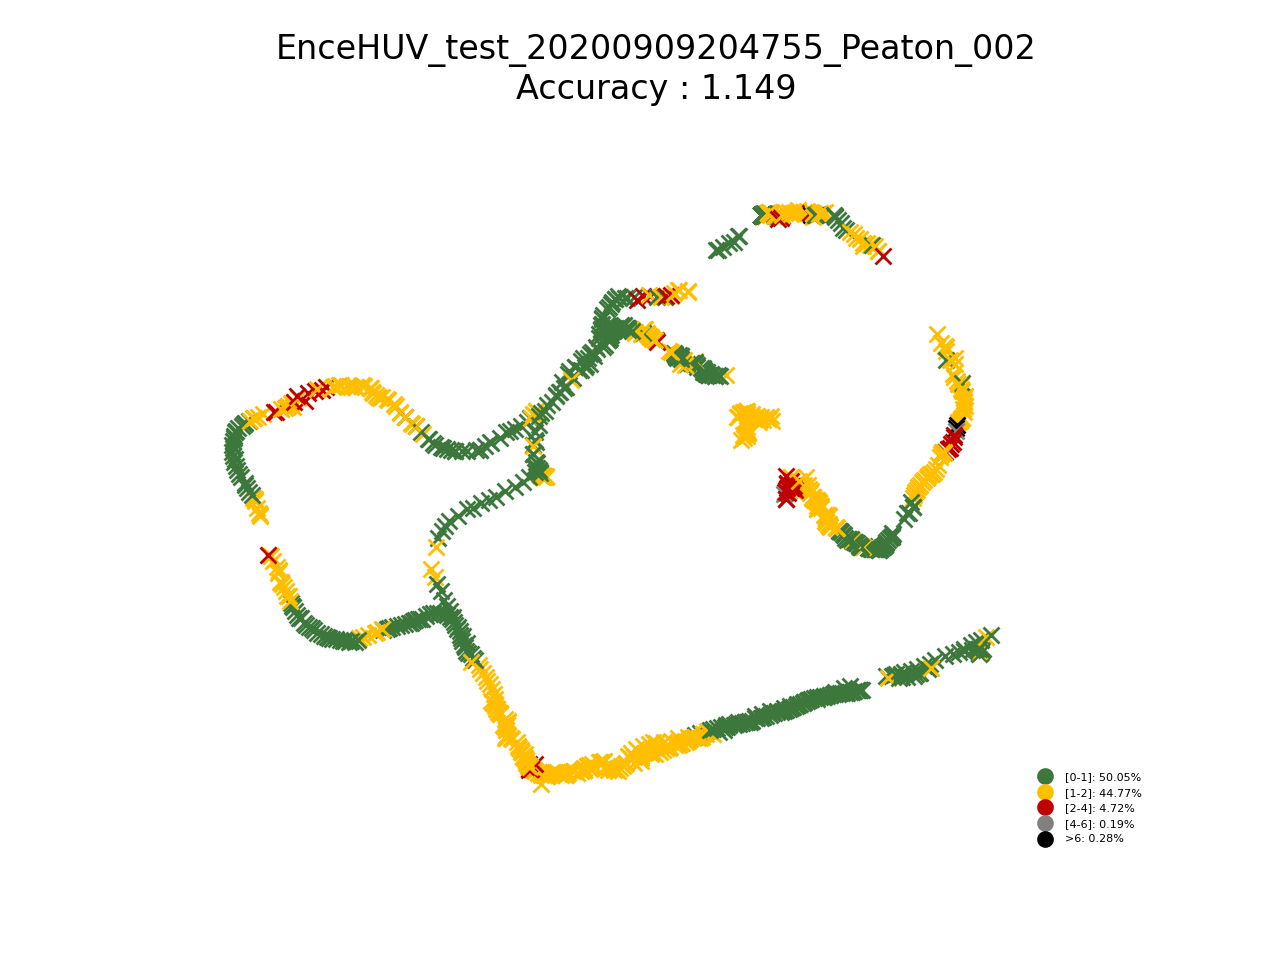 EnceHUV_test_20200909204755_Peaton_002
Accuracy : 1.149
[0-1]: 50.05%
[1-2]: 44.77%
[2-4]: 4.72%
[4-6]: 0.19%
>6: 0.28%